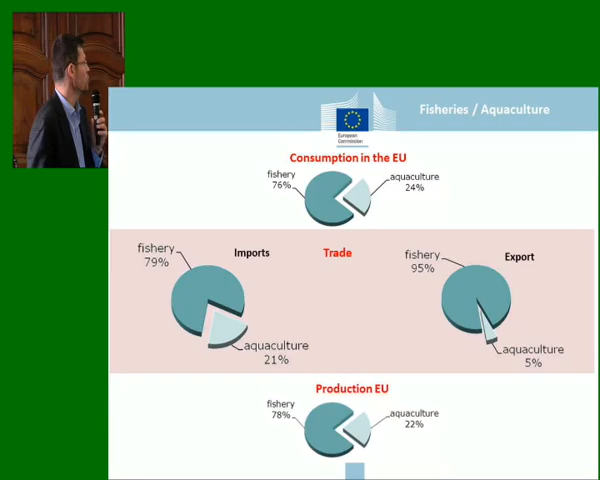 Fisheries / Aquaculture
European
Commission
Consumption in the EU
fishery
76%
aquaculture
24%
Imports
Trade
Export
fishery
79%
aquaculture
21%
fishery
95%
aquaculture
5%
Production EU
fishery
78%
aquaculture
22%